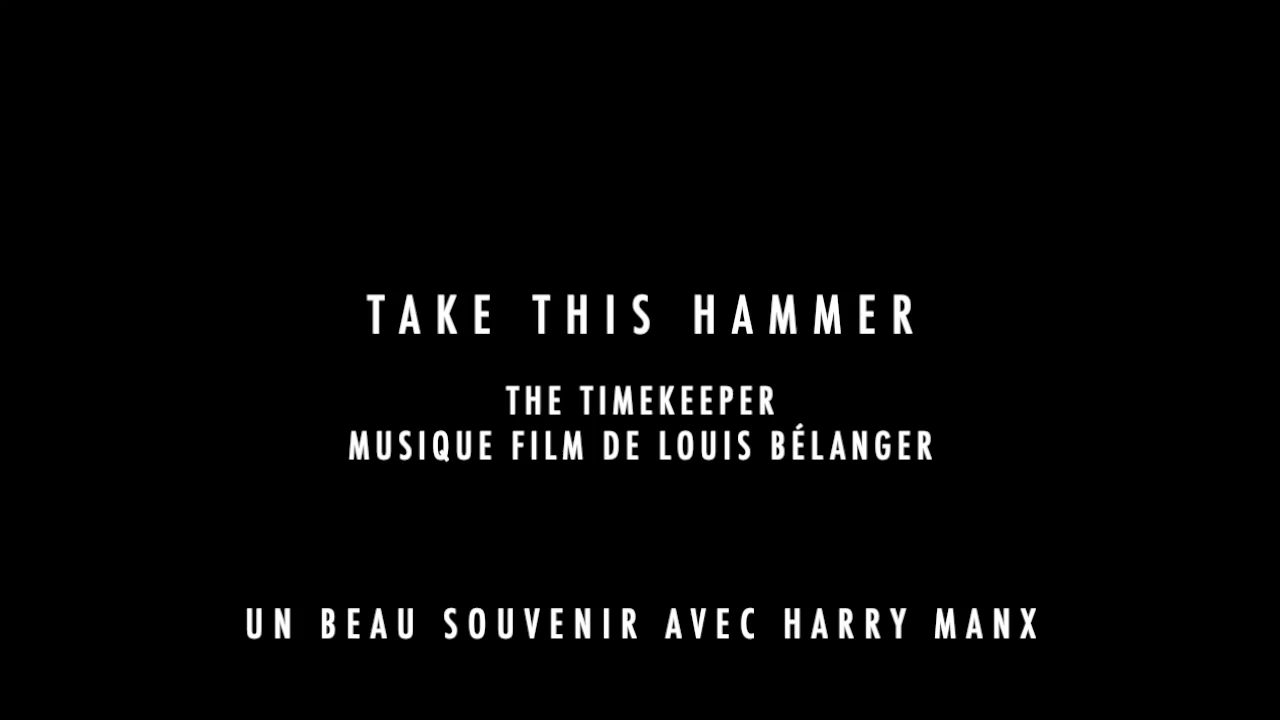 TAKE THIS HAMMER
THE TIMEKEEPER
MUSIQUE FILM DE LOUIS BÉLANGER
UN BEAU SOUVENIR AVEC HARRY MANX